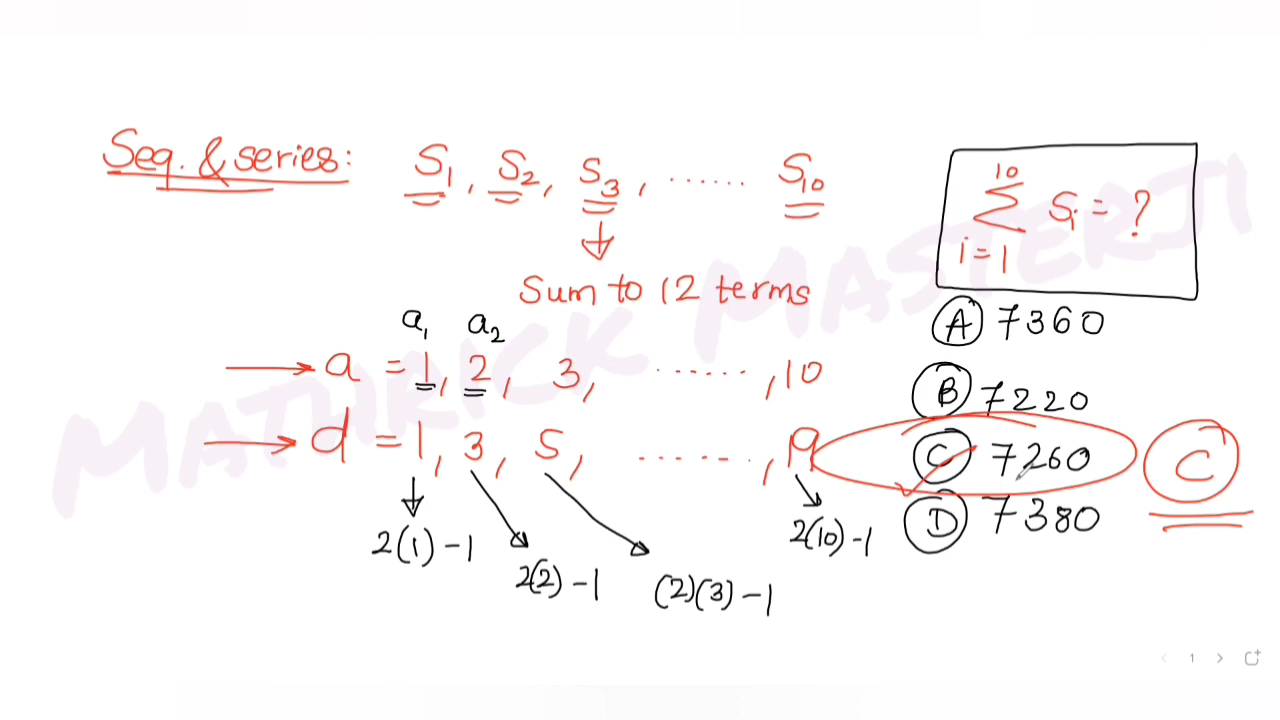 Seq. & series: S1, S2, S3, ...... S10
10
∑ Si = ?
i = 1
Sum to 12 terms
a1 a2
(A) 7360
a = 1, 2, 3, ......, 10
(B) 7220
d = 1, 3, 5, ......, 19
(C) 7260
C
(D) 7380
2(1) - 1
2(2) - 1
(2)(3) - 1
2(10) - 1
MATHRICK MASTERJI
1